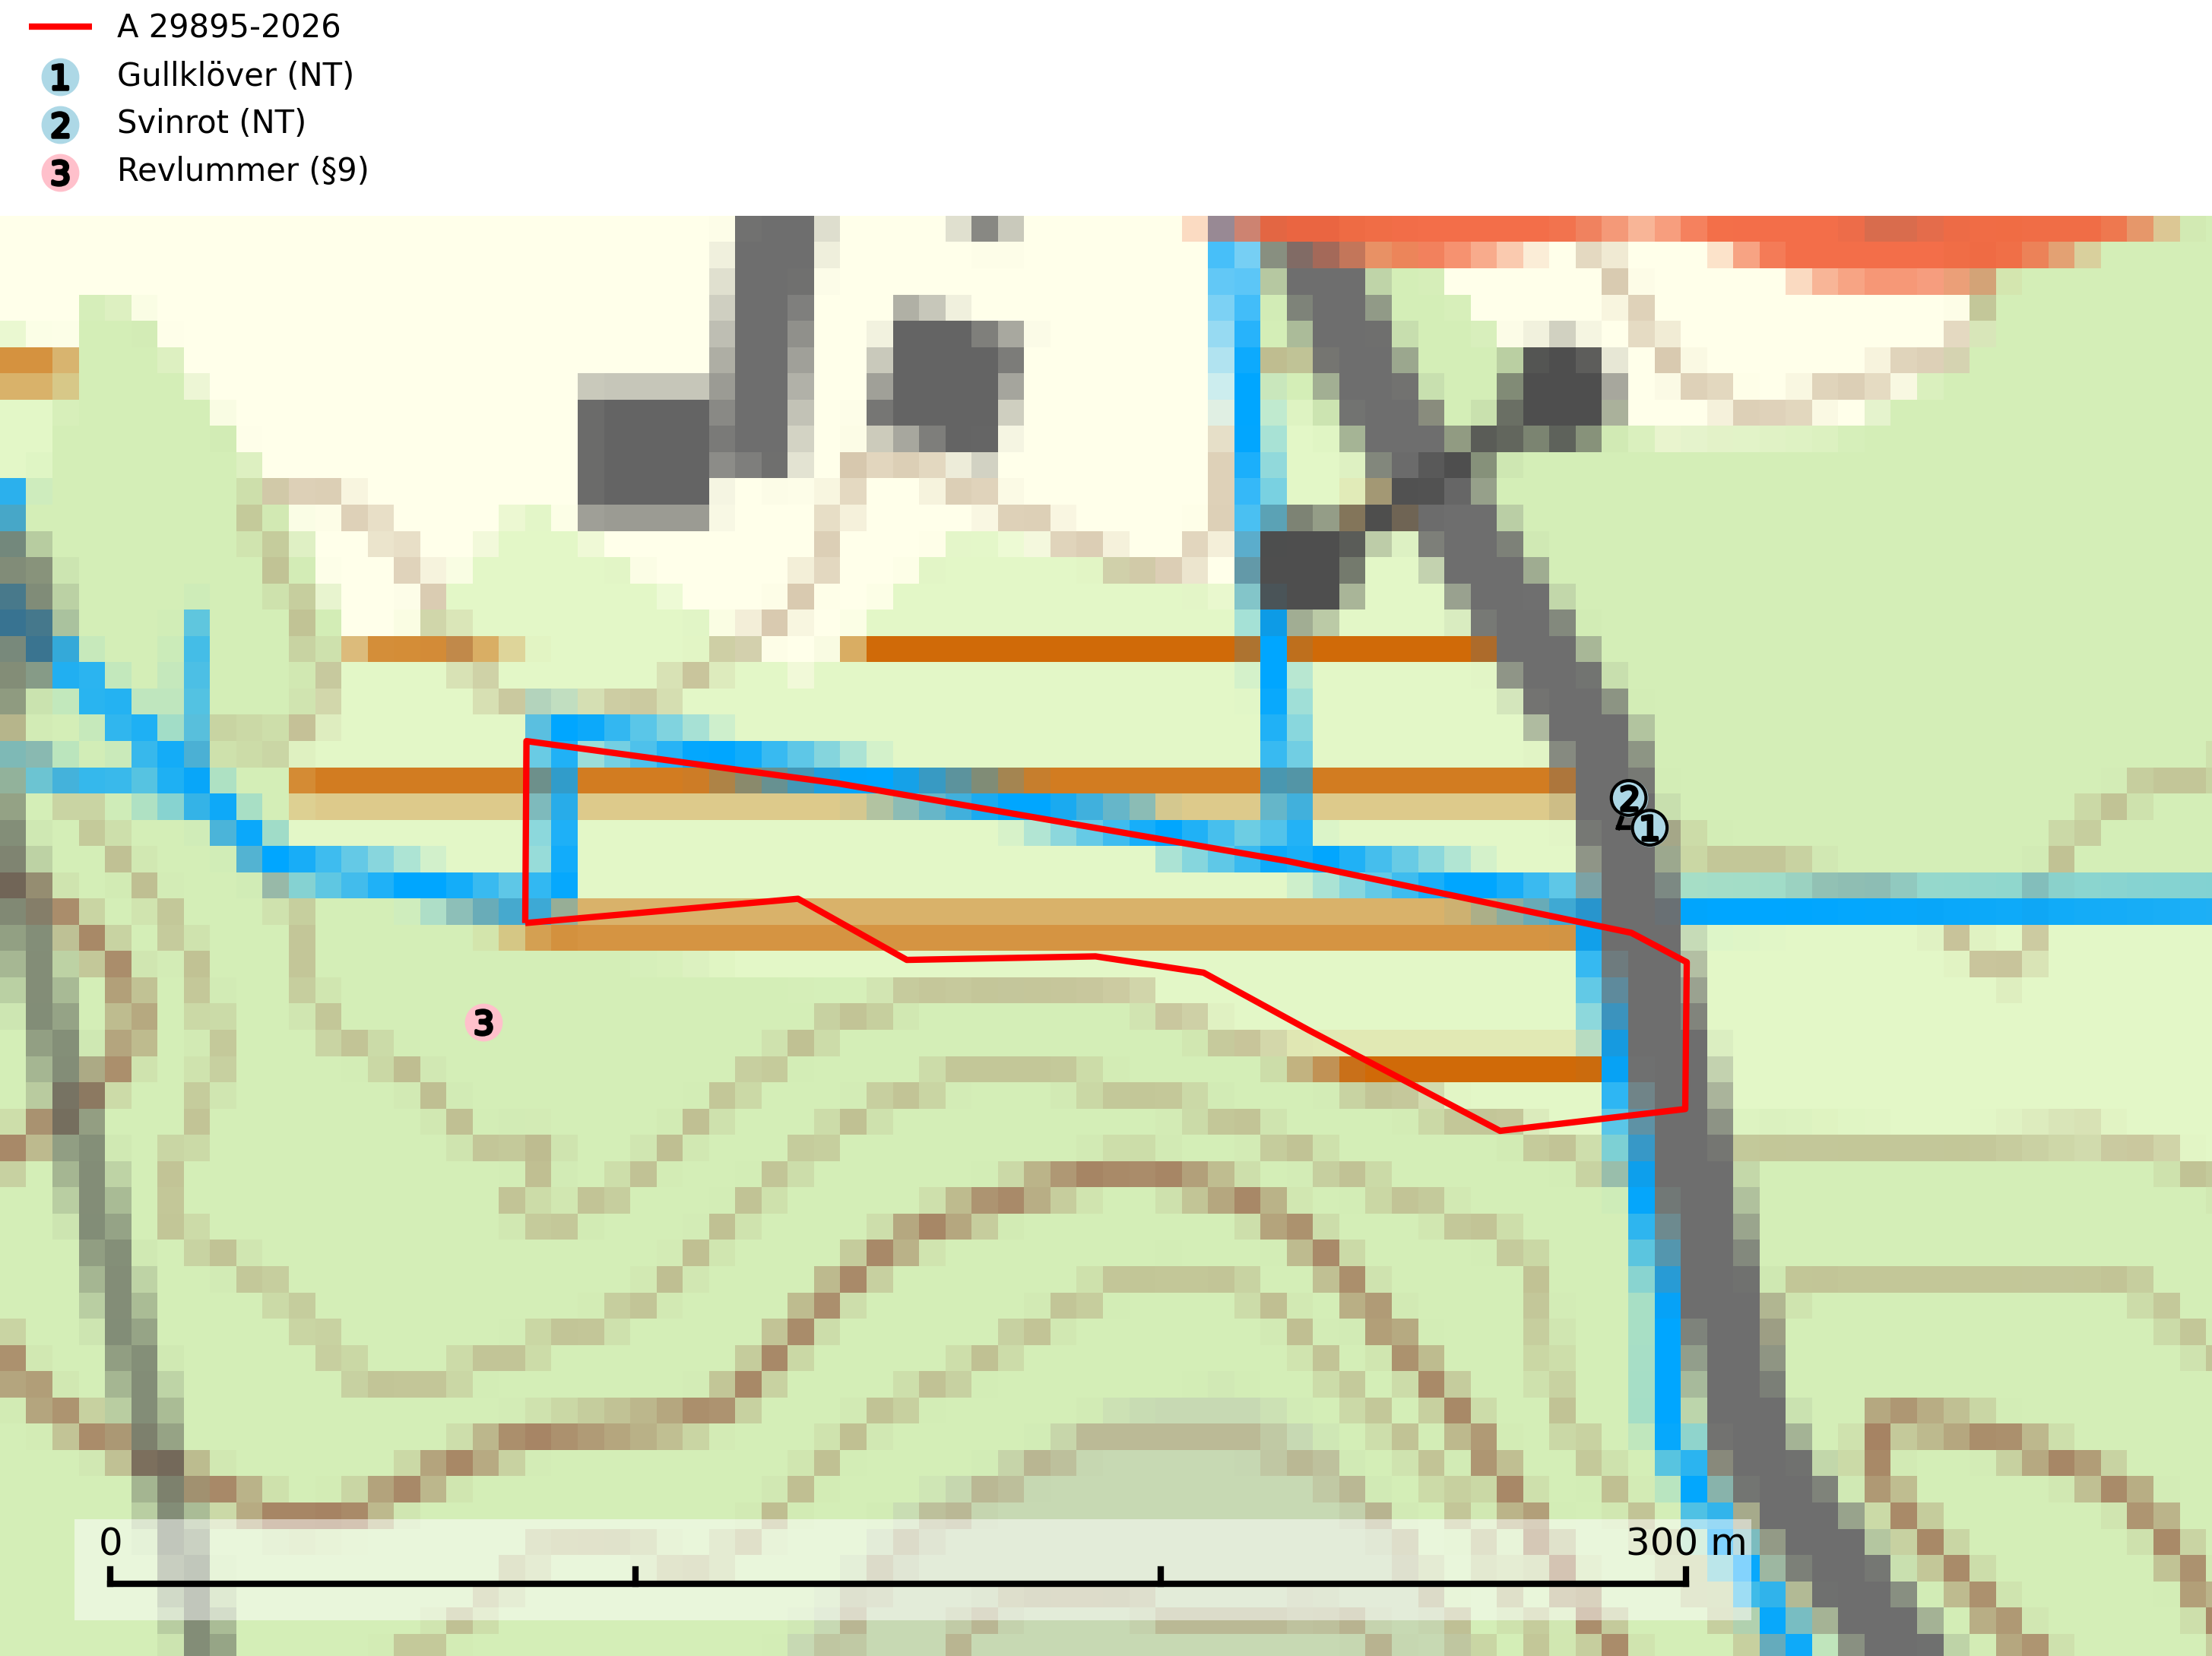 A 29895-2026
1 Gullklöver (NT)
2 Svinrot (NT)
3 Revlummer (§9)
2
1
3
0 300 m